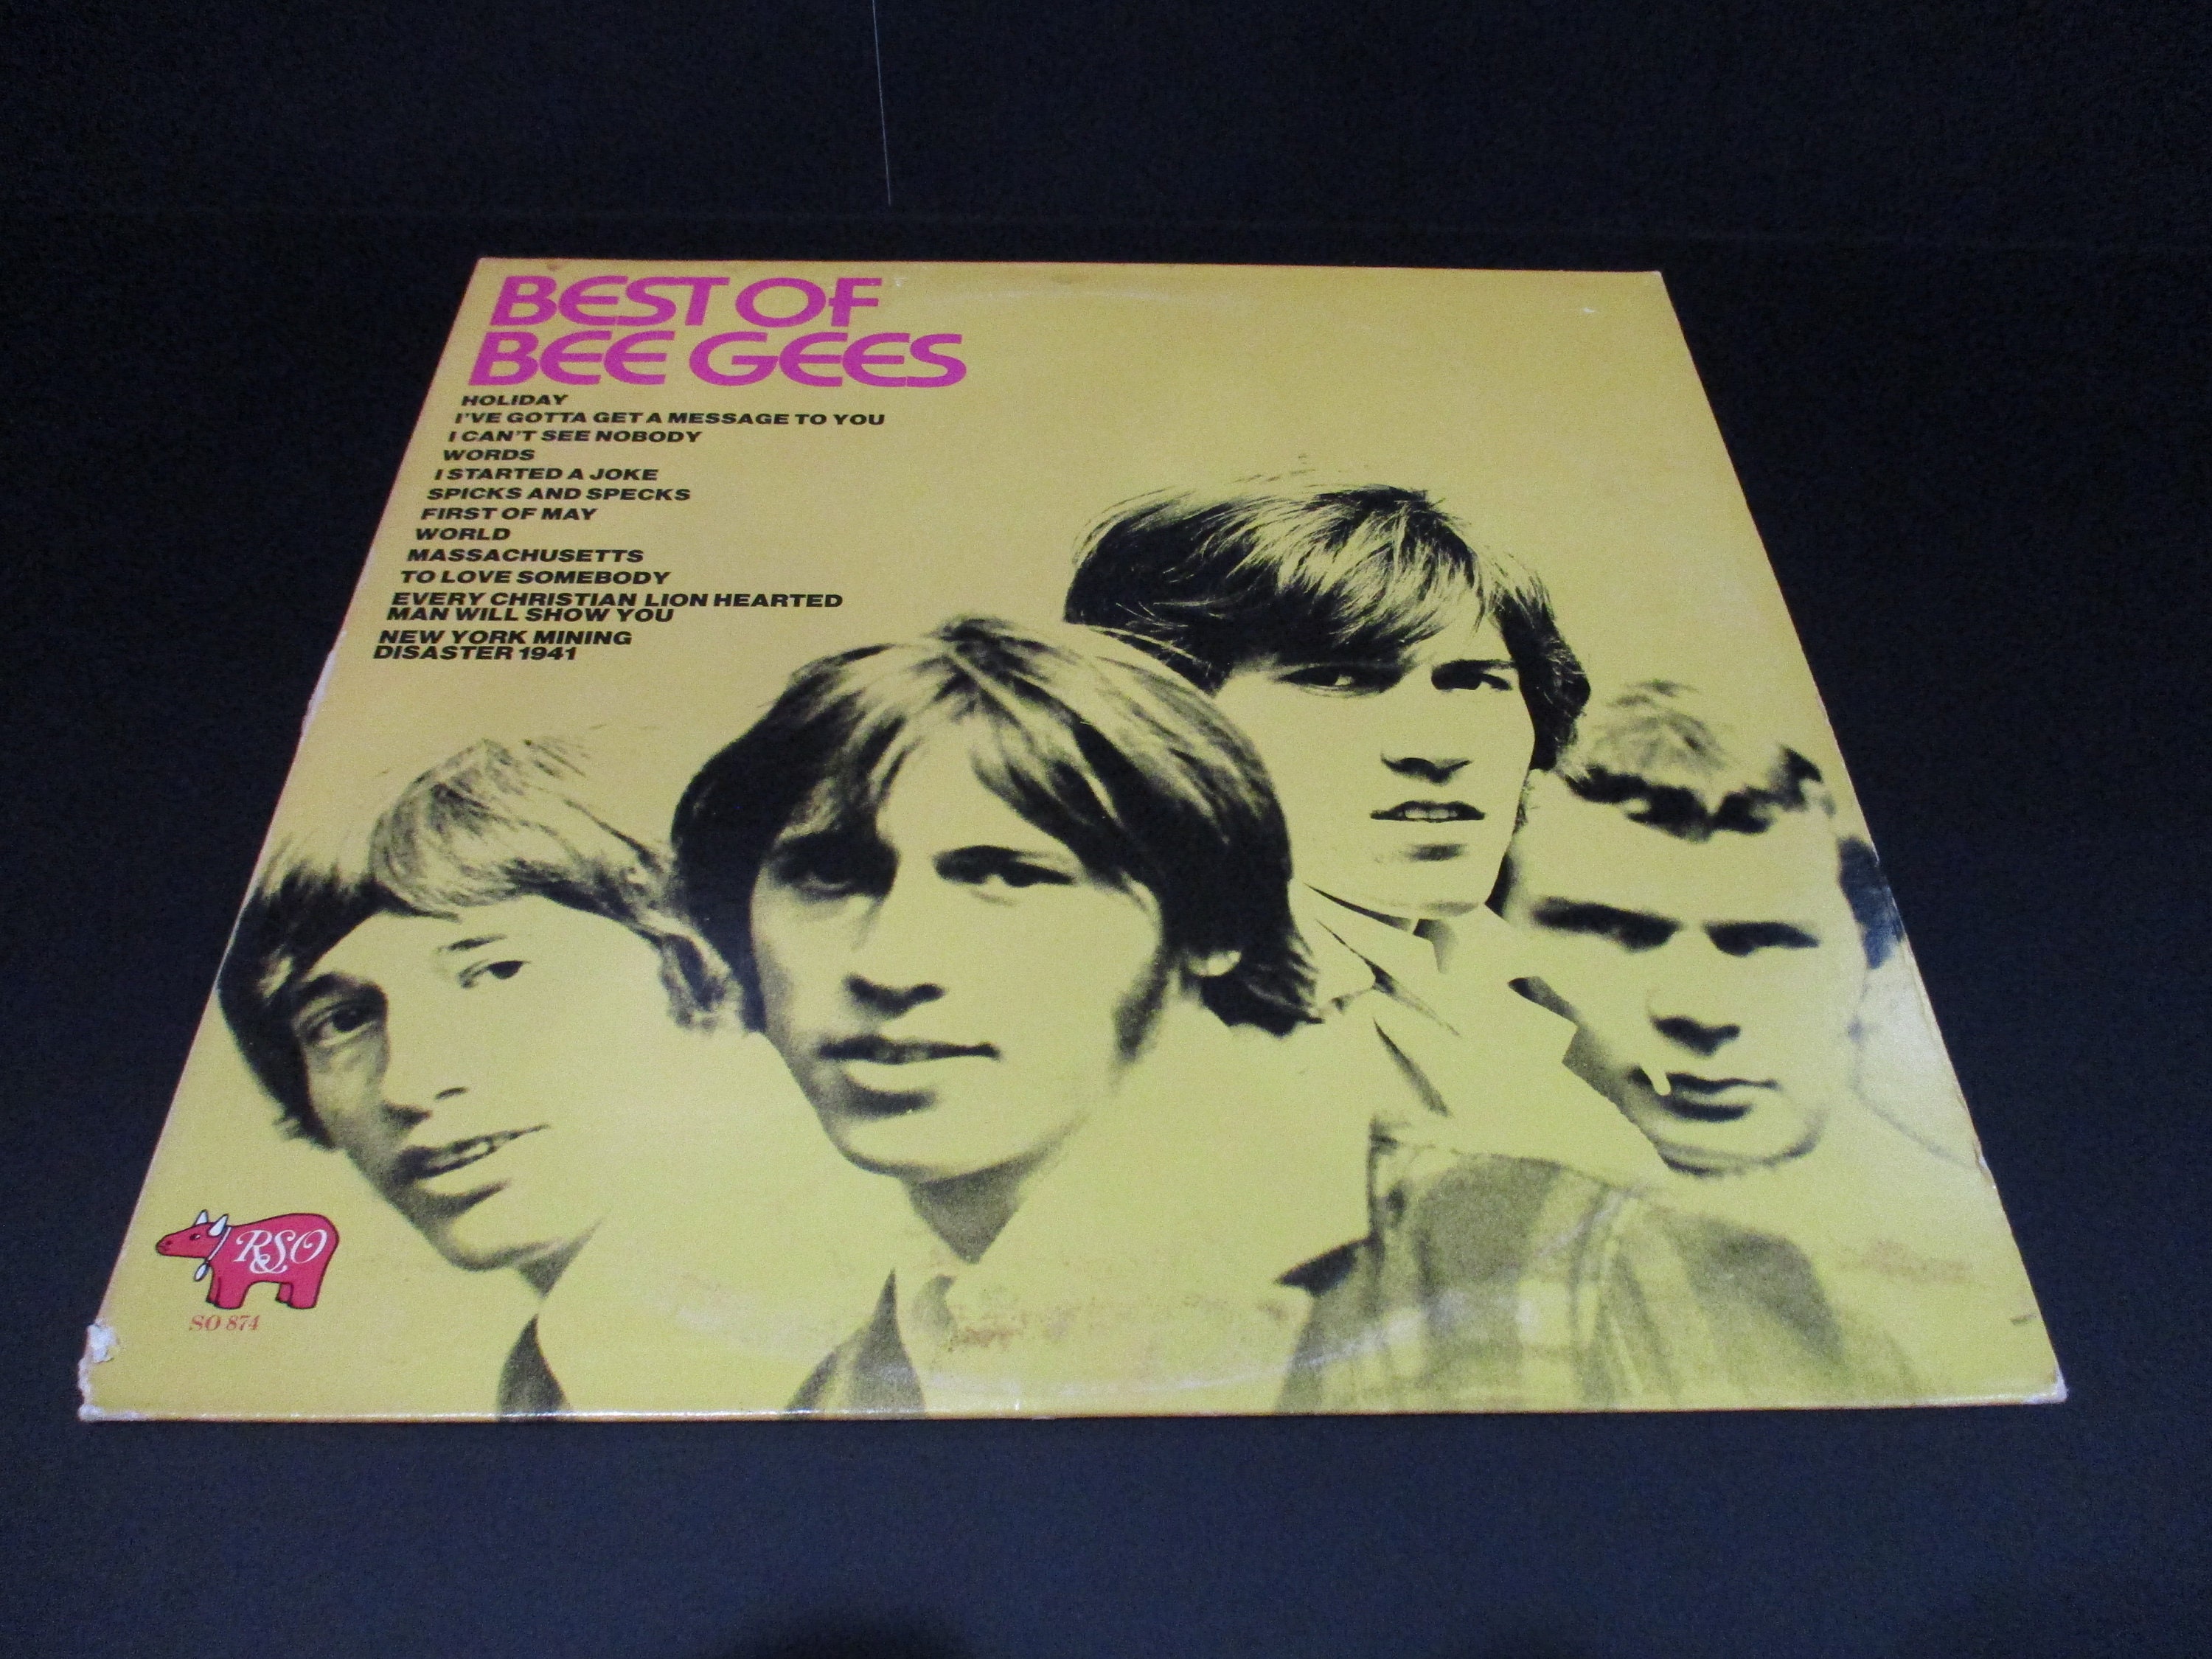 BEST OF
BEE GEES
HOLIDAY
I'VE GOTTA GET A MESSAGE TO YOU
I CAN'T SEE NOBODY
WORDS
I STARTED A JOKE
SPICKS AND SPECKS
FIRST OF MAY
WORLD
MASSACHUSETTS
TO LOVE SOMEBODY
EVERY CHRISTIAN LION HEARTED
MAN WILL SHOW YOU
NEW YORK MINING
DISASTER 1941
RSO
SO 874